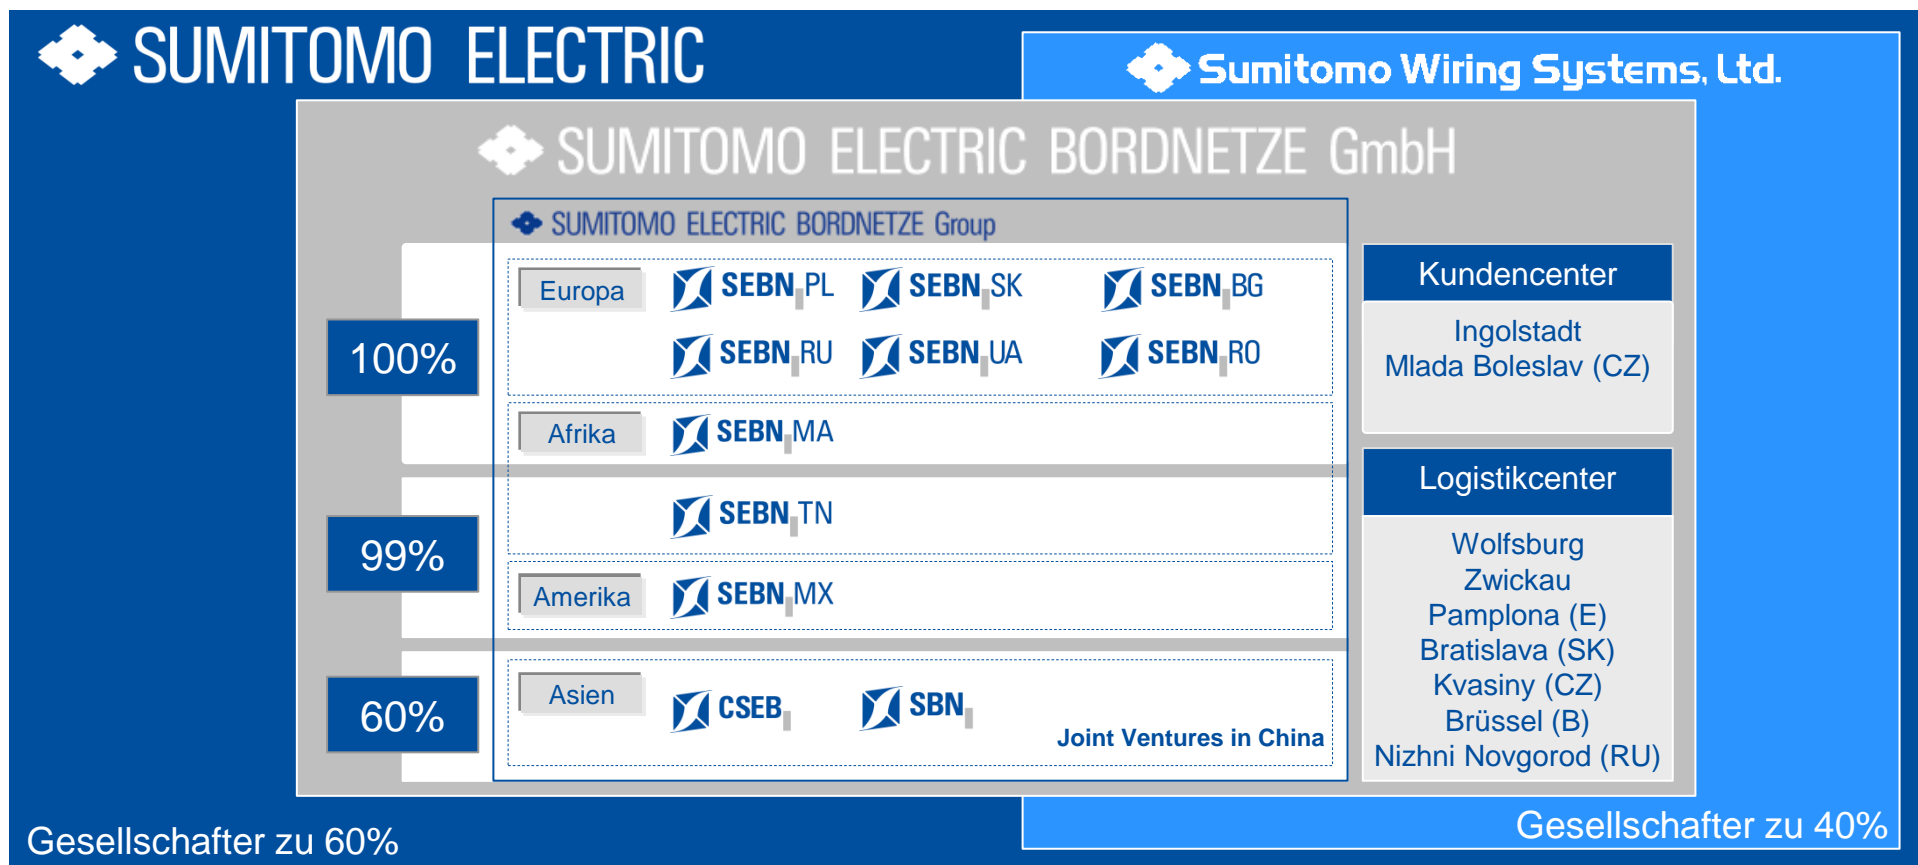 SUMITOMO ELECTRIC
Sumitomo Wiring Systems, Ltd.
SUMITOMO ELECTRIC BORDNETZE GmbH
SUMITOMO ELECTRIC BORDNETZE Group
100%
Europa
SEBN PL
SEBN SK
SEBN BG
SEBN RU
SEBN UA
SEBN RO
Afrika
SEBN MA
99%
SEBN TN
Amerika
SEBN MX
60%
Asien
CSEB
SBN
Joint Ventures in China
Kundencenter
Ingolstadt
Mlada Boleslav (CZ)
Logistikcenter
Wolfsburg
Zwickau
Pamplona (E)
Bratislava (SK)
Kvasiny (CZ)
Brüssel (B)
Nizhni Novgorod (RU)
Gesellschafter zu 60%
Gesellschafter zu 40%